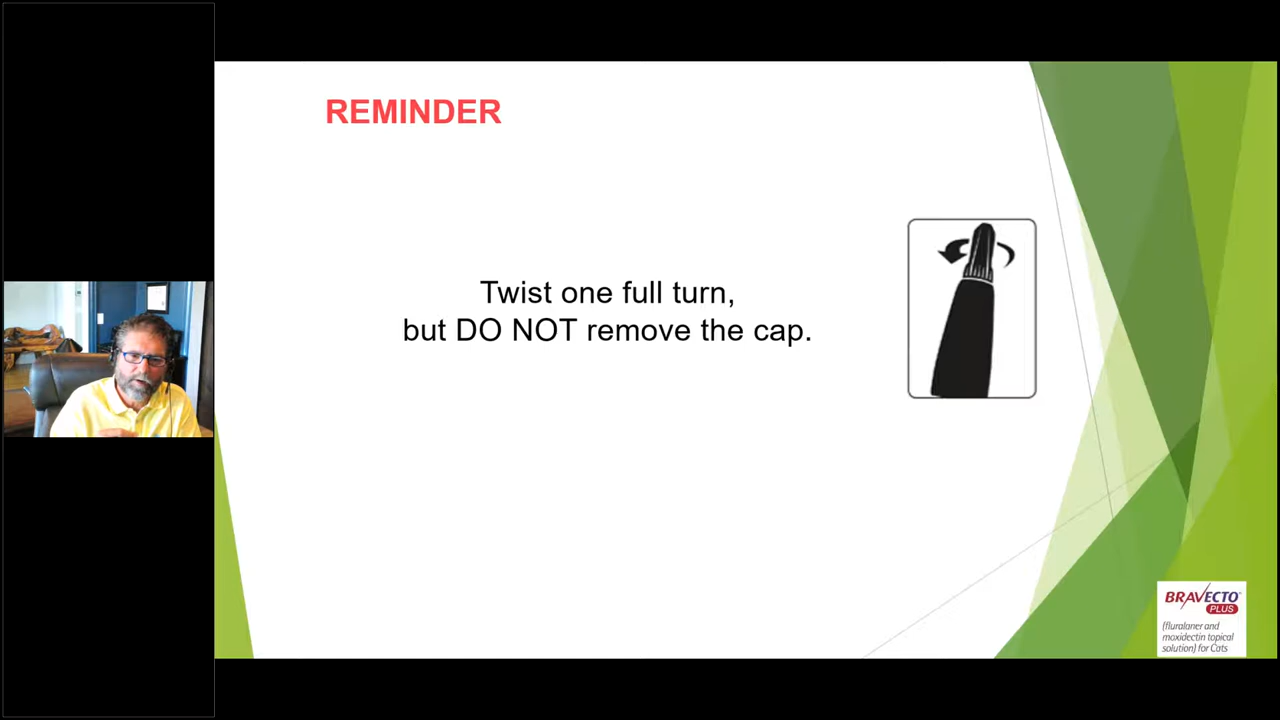 REMINDER
Twist one full turn,
but DO NOT remove the cap.
BRAVECTO
PLUS
(fluralaner and
moxidectin topical
solution) for Cats